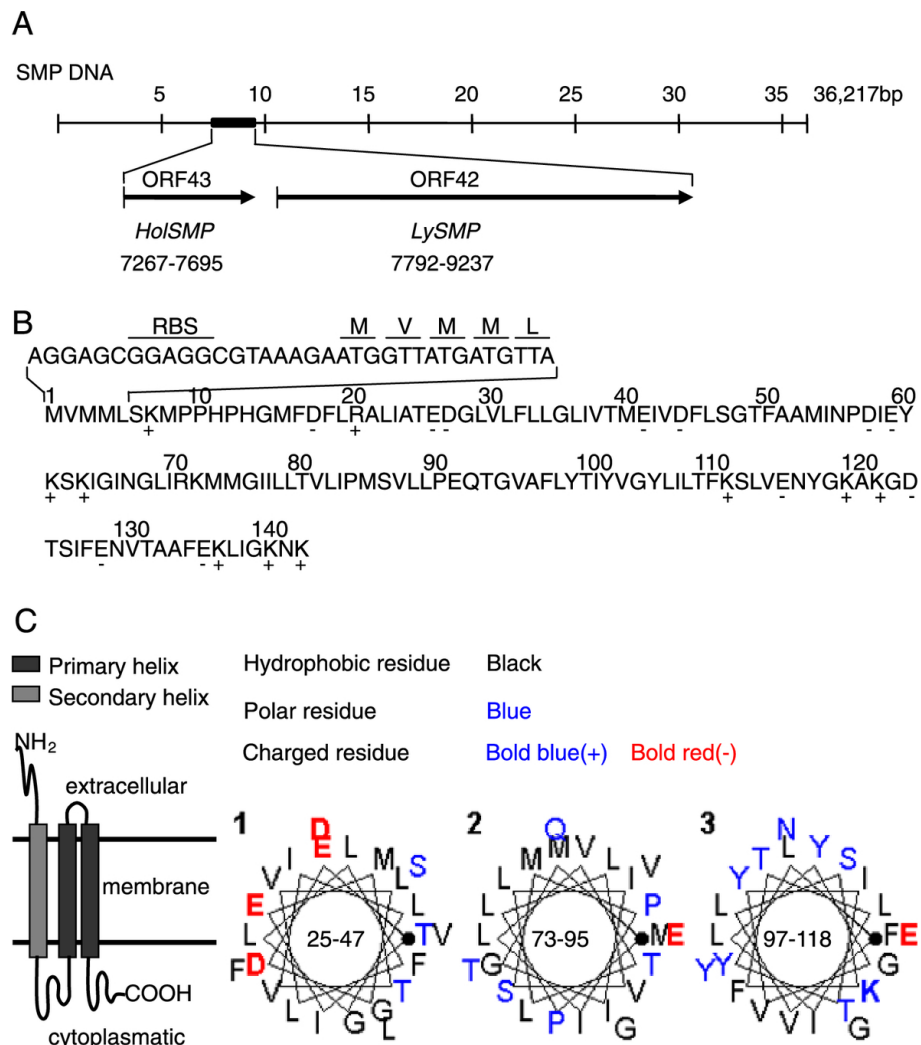 A
SMP DNA
5 10 15 20 25 30 35 36,217bp
ORF43 ORF42
HolSMP LySMP
7267-7695 7792-9237
B
RBS M V M M L
AGGAGCGGAGGCGTAAAGAATGGTTATGATGTTA
1 10 20 30 40 50 60
MVMMLSKMPPHPHGMFDFLRALIATEDGLVLFLLGLIVTMEIVDFLSGTFAAMINPDIEY
+ - + - - - - - -
70 80 90 100 110 120
KSKIGINGLIRKMMGIILLTVLIPMSVLLPEQTGVAFLYTIYVGYLILTFKSLVENYGKAKGD
+ + + - + + -
130 140
TSIFENVTAAFEKLIGKNK
- - + + +
C
Primary helix Hydrophobic residue Black
Secondary helix Polar residue Blue
Charged residue Bold blue(+) Bold red(-)
NH2
extracellular
membrane
COOH
cytoplasmatic
1
D
E L M S
I L
V L
E T V
L F
F D T
V G
L I G L
25-47
2
Q
M M V L
L I V
L P
L M E
T G T
S V
L P I I G
73-95
3
N
T L Y S
Y I
L F E
L G
Y Y K
F T G
V V I
97-118